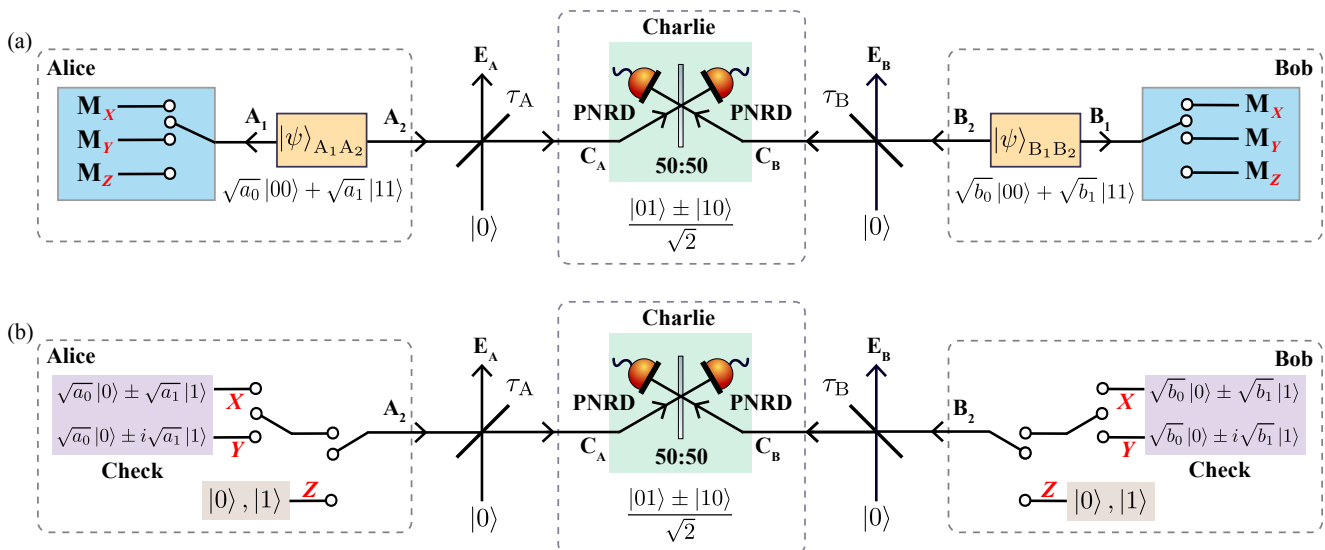 (a)
Charlie
Alice
Bob
E_A
E_B
M_X
M_Y
M_Z
A_1
|ψ⟩_{A_1A_2}
A_2
τ_A
PNRD
PNRD
τ_B
B_2
|ψ⟩_{B_1B_2}
B_1
M_X
M_Y
M_Z
C_A
50:50
C_B
√a_0 |00⟩ + √a_1 |11⟩
√b_0 |00⟩ + √b_1 |11⟩
|0⟩
(|01⟩ ± |10⟩)/√2
|0⟩
(b)
Charlie
Alice
Bob
E_A
E_B
√a_0 |0⟩ ± √a_1 |1⟩
X
√a_0 |0⟩ ± i√a_1 |1⟩
Y
Check
|0⟩ , |1⟩
Z
A_2
τ_A
PNRD
PNRD
τ_B
B_2
X
√b_0 |0⟩ ± √b_1 |1⟩
Y
√b_0 |0⟩ ± i√b_1 |1⟩
Check
Z
|0⟩ , |1⟩
C_A
50:50
C_B
|0⟩
(|01⟩ ± |10⟩)/√2
|0⟩